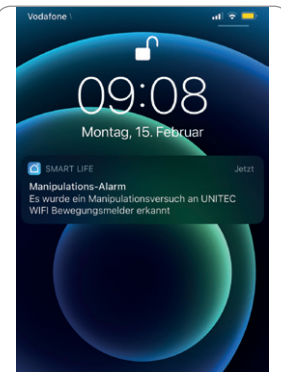 Vodafone
09:08
Montag, 15. Februar
SMART LIFE Jetzt
Manipulations-Alarm
Es wurde ein Manipulationsversuch an UNITEC
WIFI Bewegungsmelder erkannt